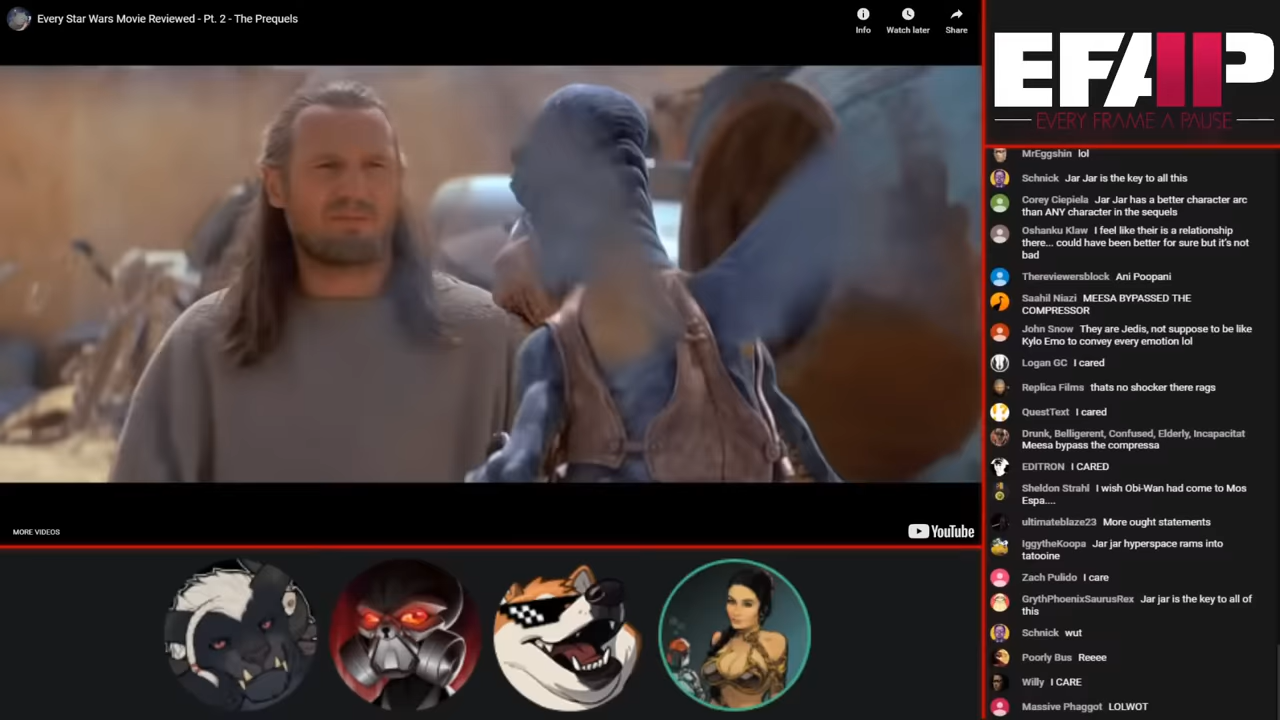 Every Star Wars Movie Reviewed - Pt. 2 - The Prequels
Info
Watch later
Share
MORE VIDEOS
YouTube
EFAP
EVERY FRAME A PAUSE
MrEggshin lol
Schnick Jar Jar is the key to all this
Corey Ciepiela Jar Jar has a better character arc
than ANY character in the sequels
Oshanku Klaw I feel like their is a relationship
there... could have been better for sure but it's not
bad
Thereviewersblock Ani Poopani
Saahil Niazi MEESA BYPASSED THE
COMPRESSOR
John Snow They are Jedis, not suppose to be like
Kylo Emo to convey every emotion lol
Logan GC I cared
Replica Films thats no shocker there rags
QuestText I cared
Drunk, Belligerent, Confused, Elderly, Incapacitat
Meesa bypass the compressa
EDITRON I CARED
Sheldon Strahl I wish Obi-Wan had come to Mos
Espa....
ultimateblaze23 More ought statements
IggytheKoopa Jar jar hyperspace rams into
tatooine
Zach Pulido I care
GrythPhoenixSaurusRex Jar jar is the key to all of
this
Schnick wut
Poorly Bus Reeee
Willy I CARE
Massive Phaggot LOLWOT